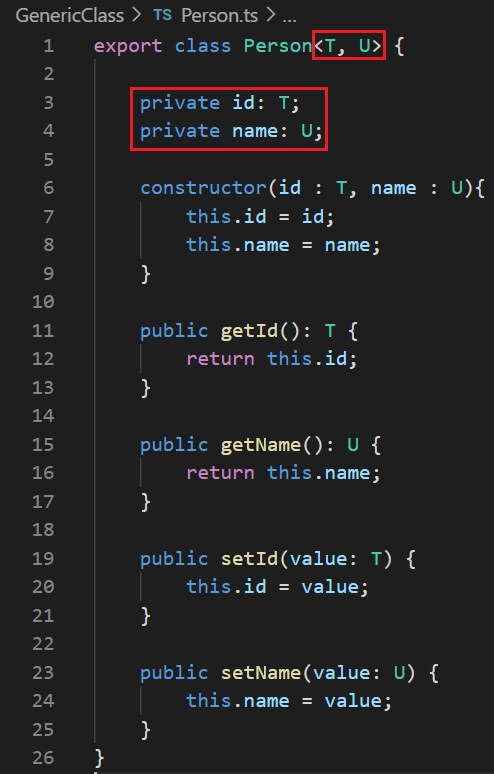 GenericClass > TS Person.ts > ...
1 export class Person<T, U> {
2
3 private id: T;
4 private name: U;
5
6 constructor(id : T, name : U){
7 this.id = id;
8 this.name = name;
9 }
10
11 public getId(): T {
12 return this.id;
13 }
14
15 public getName(): U {
16 return this.name;
17 }
18
19 public setId(value: T) {
20 this.id = value;
21 }
22
23 public setName(value: U) {
24 this.name = value;
25 }
26 }